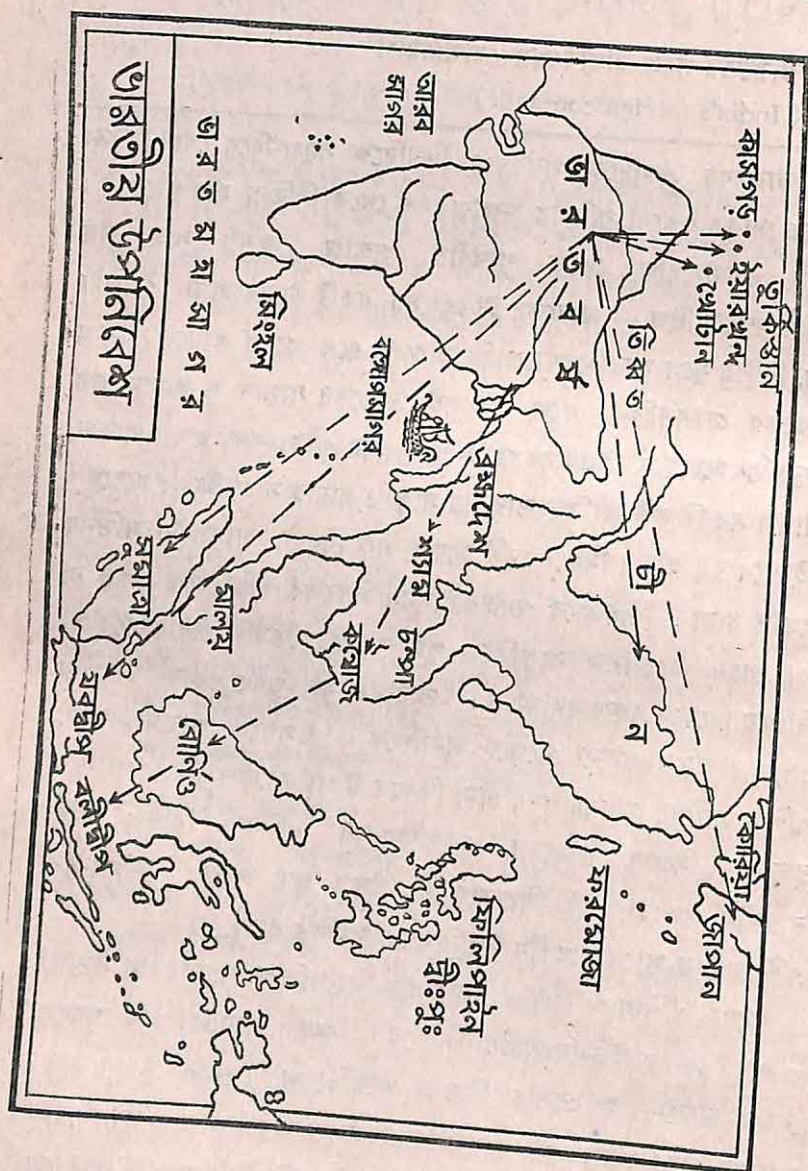 তুর্কিস্তান
কাসগড়
ইয়ারখন্দ
খোটান
তিব্বত
চীন
কোরিয়া
জাপান
আরব
সাগর
ভারতবর্ষ
ব্রহ্মদেশ
শ্যাম
চম্পা
কম্বোজ
ফরমোজা
ফিলিপাইন
দ্বীঃপুঃ
বঙ্গোপসাগর
সিংহল
মালয়
সুমাত্রা
বোর্নিও
যবদ্বীপ
বলীদ্বীপ
ভারত মহাসাগর
ভারতীয় উপনিবেশ